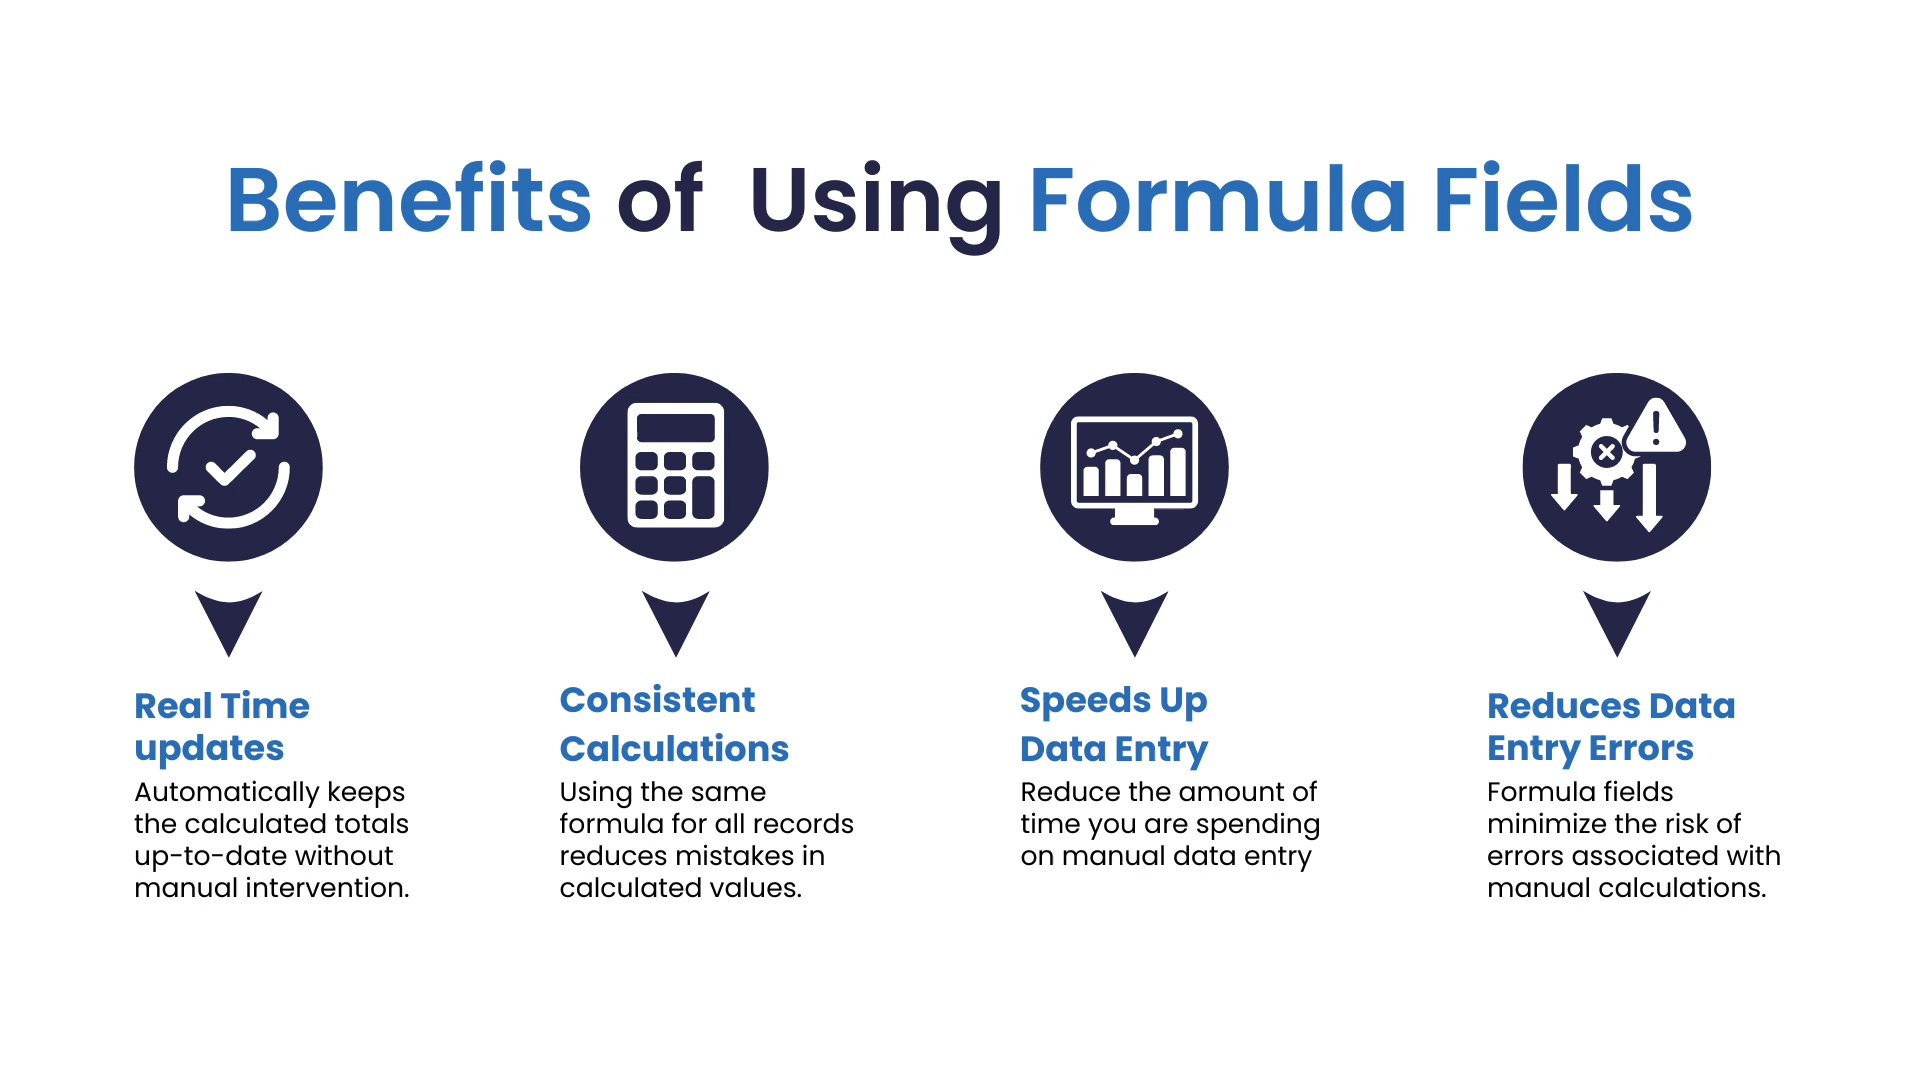 Benefits of  Using Formula Fields
Real Time
updates
Automatically keeps
the calculated totals
up-to-date without
manual intervention.
Consistent
Calculations
Using the same
formula for all records
reduces mistakes in
calculated values.
Speeds Up
Data Entry
Reduce the amount of
time you are spending
on manual data entry
Reduces Data
Entry Errors
Formula fields
minimize the risk of
errors associated with
manual calculations.